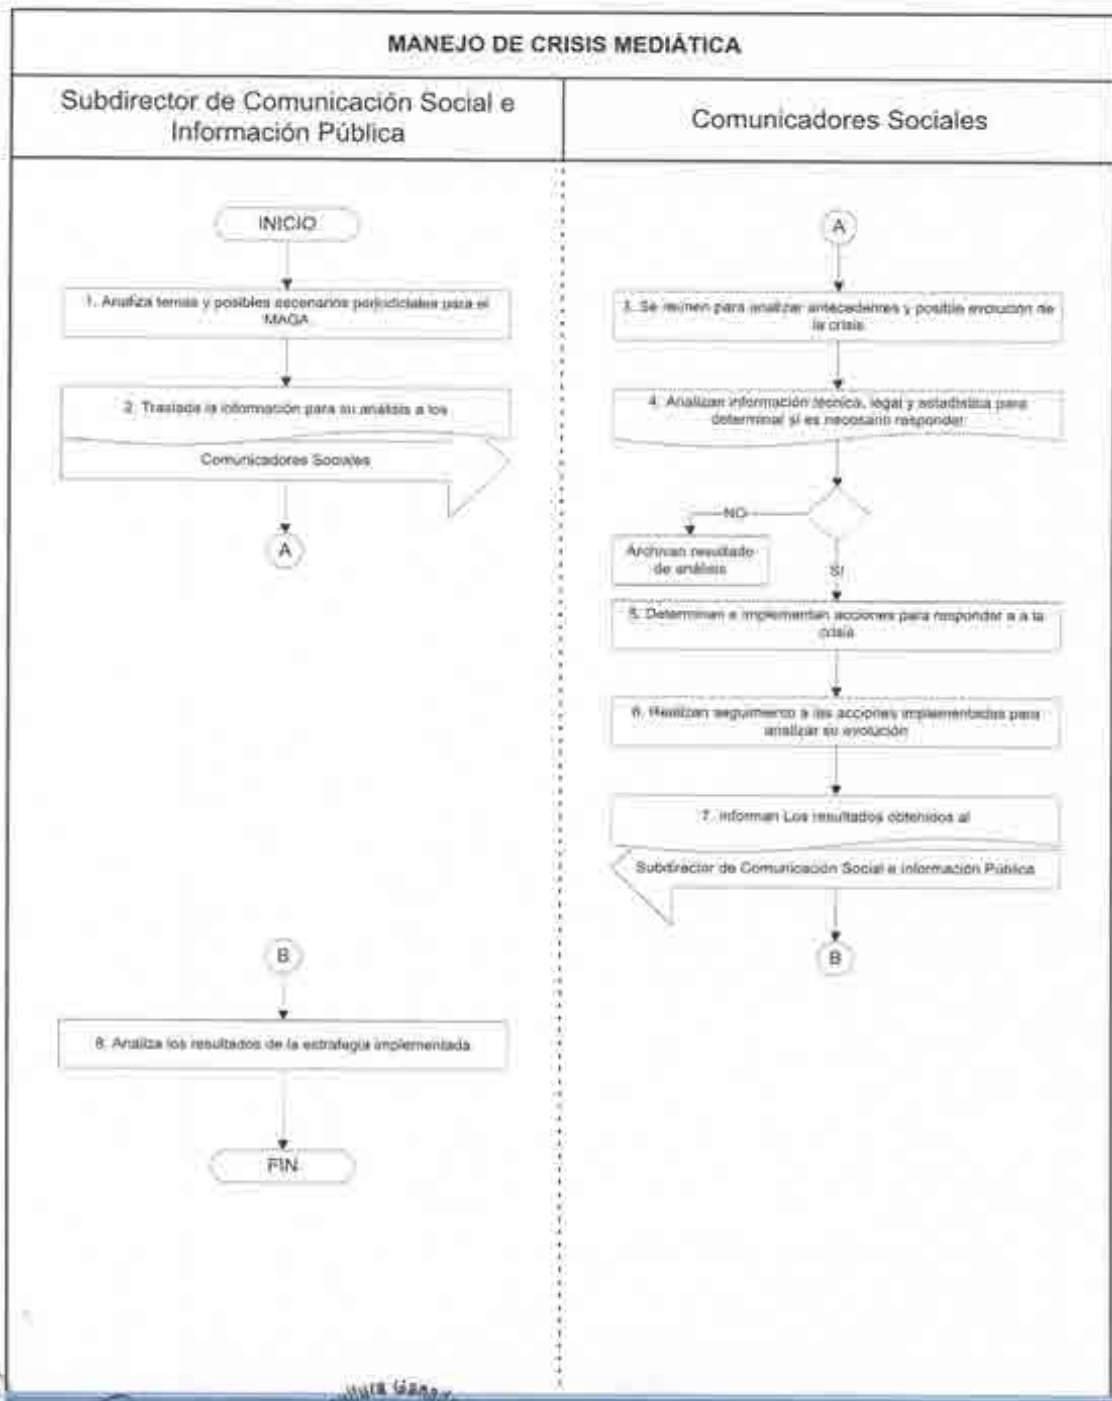 MANEJO DE CRISIS MEDIÁTICA
Subdirector de Comunicación Social e
Información Pública
INICIO
1. Analiza temas y posibles escenarios perjudiciales para el
MAGA
2. Traslada la información para su análisis a los
Comunicadores Sociales
A
B
8. Analiza los resultados de la estrategia implementada
FIN
Comunicadores Sociales
A
3. Se reúnen para analizar antecedentes y posible evolución de
la crisis
4. Analizan información técnica, legal y estadística para
determinar si es necesario responder
NO
Archivan resultado
de análisis
SI
5. Determinan e implementan acciones para responder a a la
crisis
6. Realizan seguimiento a las acciones implementadas para
analizar su evolución
7. Informan Los resultados obtenidos al
Subdirector de Comunicación Social e Información Pública
B